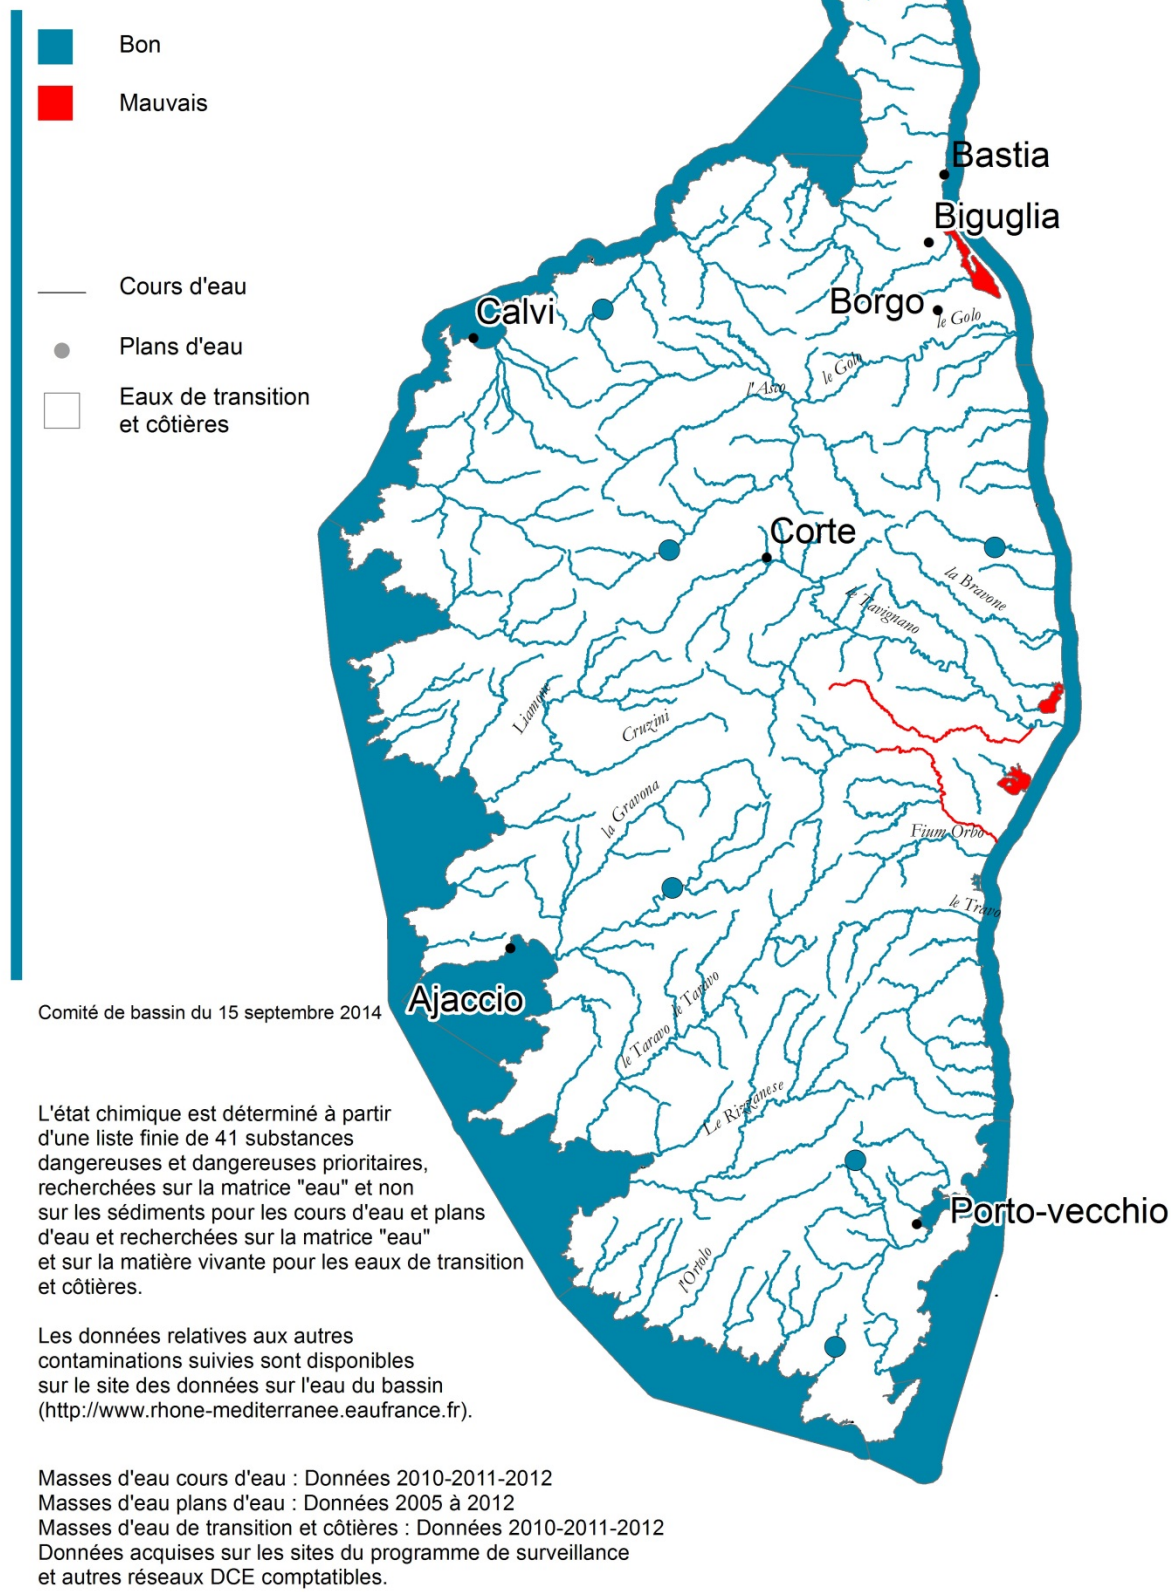 Bon
Mauvais
Cours d'eau
Plans d'eau
Eaux de transition
et côtières
Bastia
Biguglia
Borgo
le Golo
Calvi
le Golo
l'Asco
Corte
la Bravone
le Tavignano
Liamone
Cruzini
la Gravona
Fium Orbo
le Travo
Ajaccio
le Taravo
le Taravo
Le Rizzanese
Porto-vecchio
l'Ortolo
Comité de bassin du 15 septembre 2014
L'état chimique est déterminé à partir
d'une liste finie de 41 substances
dangereuses et dangereuses prioritaires,
recherchées sur la matrice "eau" et non
sur les sédiments pour les cours d'eau et plans
d'eau et recherchées sur la matrice "eau"
et sur la matière vivante pour les eaux de transition
et côtières.
Les données relatives aux autres
contaminations suivies sont disponibles
sur le site des données sur l'eau du bassin
(http://www.rhone-mediterranee.eaufrance.fr).
Masses d'eau cours d'eau : Données 2010-2011-2012
Masses d'eau plans d'eau : Données 2005 à 2012
Masses d'eau de transition et côtières : Données 2010-2011-2012
Données acquises sur les sites du programme de surveillance
et autres réseaux DCE comptatibles.